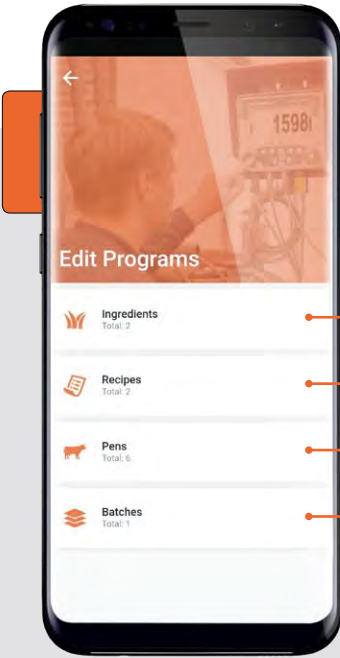 1598
Edit Programs
Ingredients
Total: 2
Recipes
Total: 2
Pens
Total: 6
Batches
Total: 1